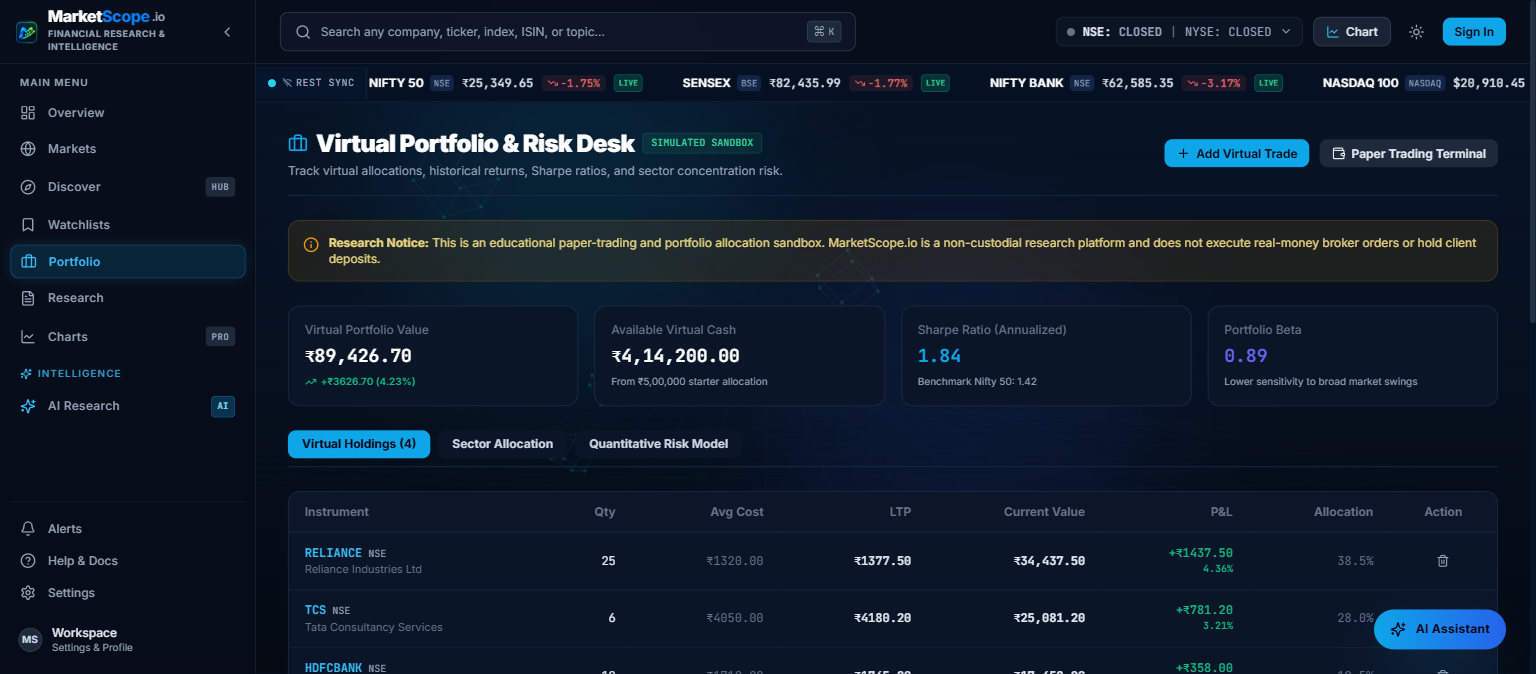 MarketScope.io
FINANCIAL RESEARCH &
INTELLIGENCE
Search any company, ticker, index, ISIN, or topic...
⌘ K
NSE: CLOSED | NYSE: CLOSED
Chart
Sign In
MAIN MENU
Overview
Markets
Discover HUB
Watchlists
Portfolio
Research
Charts PRO
INTELLIGENCE
AI Research AI
Alerts
Help & Docs
Settings
MS
Workspace
Settings & Profile
REST SYNC NIFTY 50 NSE ₹25,349.65 -1.75% LIVE SENSEX BSE ₹82,435.99 -1.77% LIVE NIFTY BANK NSE ₹62,585.35 -3.17% LIVE NASDAQ 100 NASDAQ $20,910.45
Virtual Portfolio & Risk Desk SIMULATED SANDBOX
Track virtual allocations, historical returns, Sharpe ratios, and sector concentration risk.
+ Add Virtual Trade
Paper Trading Terminal
Research Notice: This is an educational paper-trading and portfolio allocation sandbox. MarketScope.io is a non-custodial research platform and does not execute real-money broker orders or hold client
deposits.
Virtual Portfolio Value
₹89,426.70
+₹3626.70 (4.23%)
Available Virtual Cash
₹4,14,200.00
From ₹5,00,000 starter allocation
Sharpe Ratio (Annualized)
1.84
Benchmark Nifty 50: 1.42
Portfolio Beta
0.89
Lower sensitivity to broad market swings
Virtual Holdings (4) Sector Allocation Quantitative Risk Model
Instrument Qty Avg Cost LTP Current Value P&L Allocation Action
RELIANCE NSE 25 ₹1320.00 ₹1377.50 ₹34,437.50 +₹1437.50 38.5%
Reliance Industries Ltd 4.36%
TCS NSE 6 ₹4050.00 ₹4180.20 ₹25,081.20 +₹781.20 28.0%
Tata Consultancy Services 3.21%
HDFCBANK NSE +₹358.00
AI Assistant